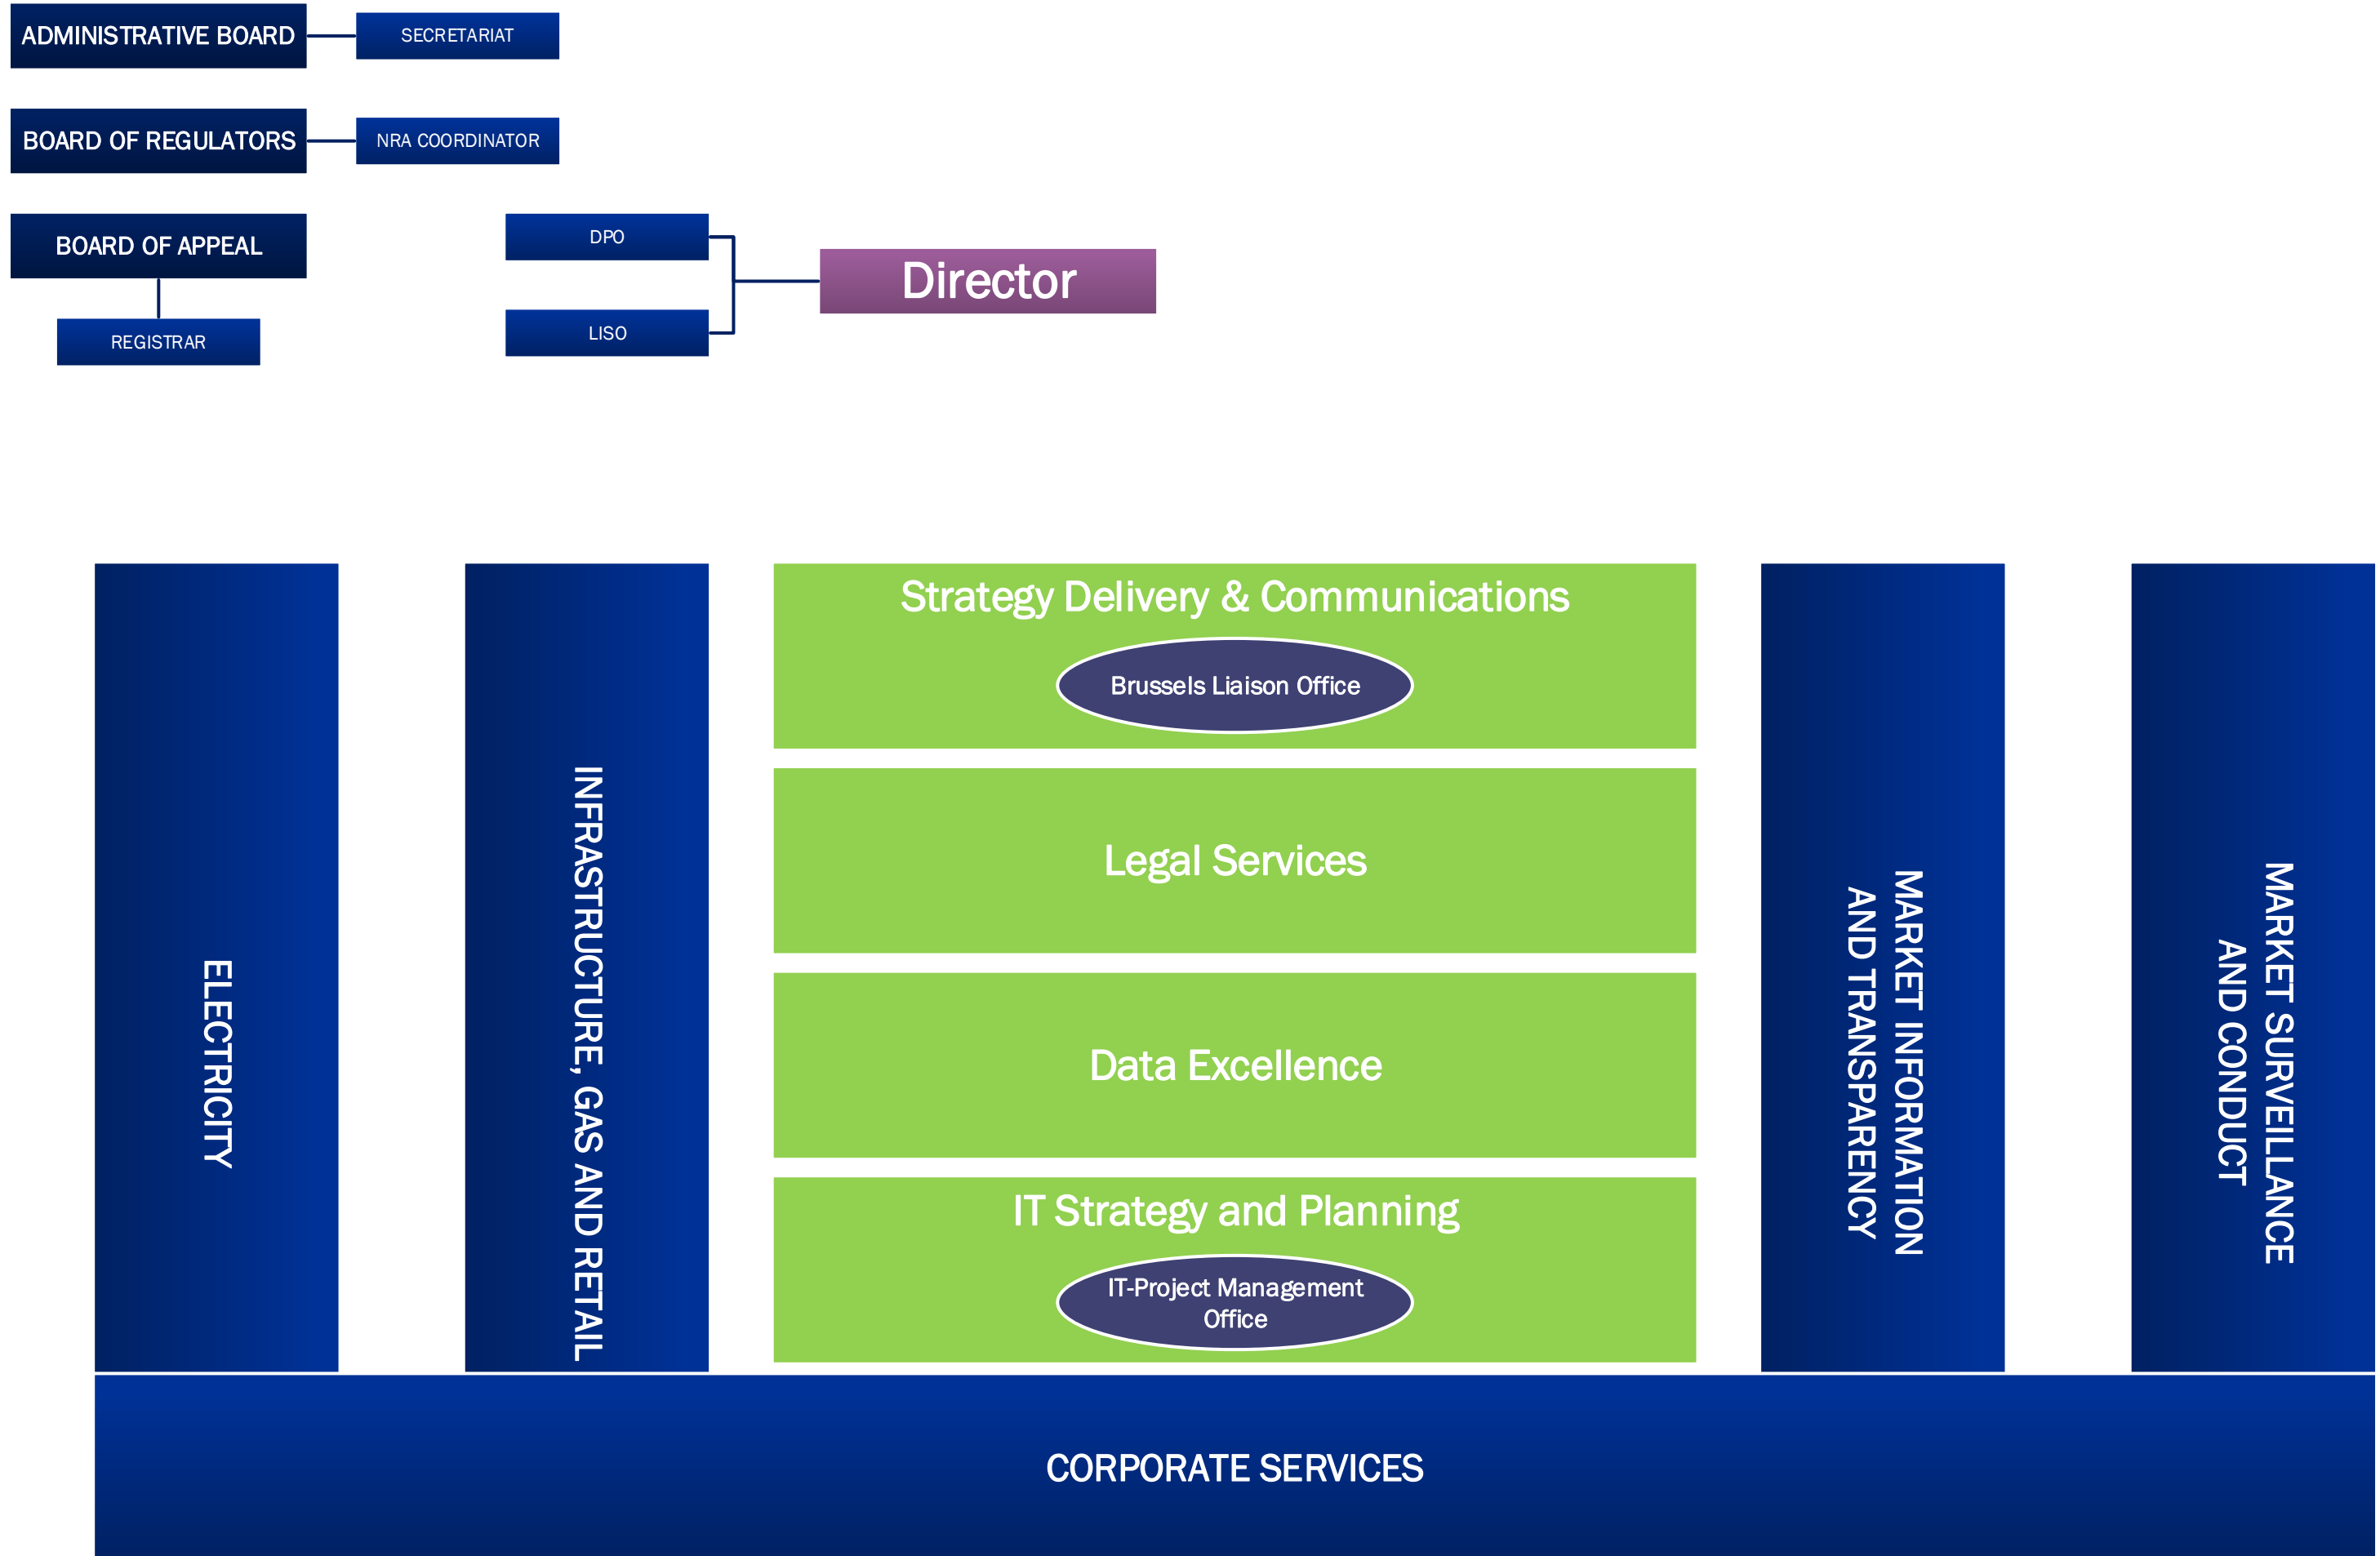 ADMINISTRATIVE BOARD
SECRETARIAT
BOARD OF REGULATORS
NRA COORDINATOR
BOARD OF APPEAL
REGISTRAR
DPO
LISO
Director
ELECTRICITY
INFRASTRUCTURE, GAS AND RETAIL
Strategy Delivery & Communications
Brussels Liaison Office
Legal Services
Data Excellence
IT Strategy and Planning
IT-Project Management
Office
MARKET INFORMATION
AND TRANSPARENCY
MARKET SURVEILLANCE
AND CONDUCT
CORPORATE SERVICES